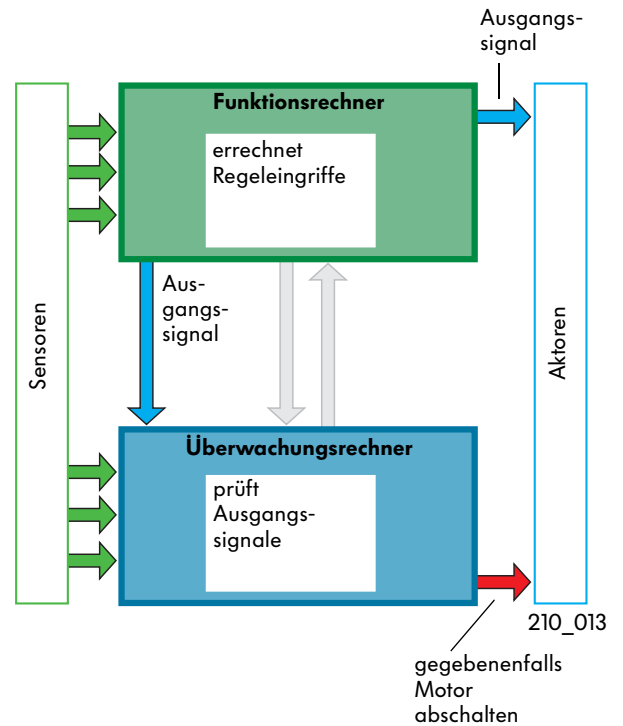 Ausgangs-
signal
Funktionsrechner
errechnet
Regeleingriffe
Sensoren
Aus-
gangs-
signal
Aktoren
Überwachungsrechner
prüft
Ausgangs-
signale
210_013
gegebenenfalls
Motor
abschalten